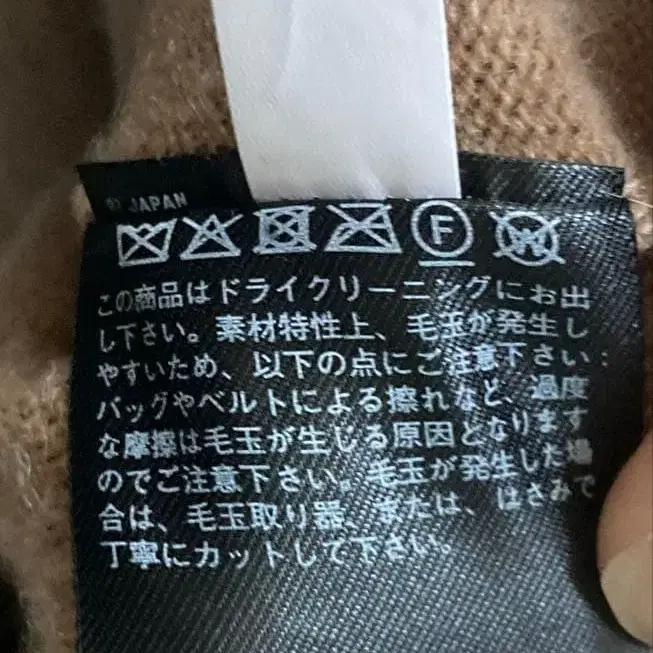 JAPAN
F
W
この商品はドライクリーニングにお出
し下さい。素材特性上、毛玉が発生し
やすいため、以下の点にご注意下さい：
バッグやベルトによる擦れなど、過度
な摩擦は毛玉が生じる原因となります
のでご注意下さい。毛玉が発生した場
合は、毛玉取り器、または、はさみで
丁寧にカットして下さい。